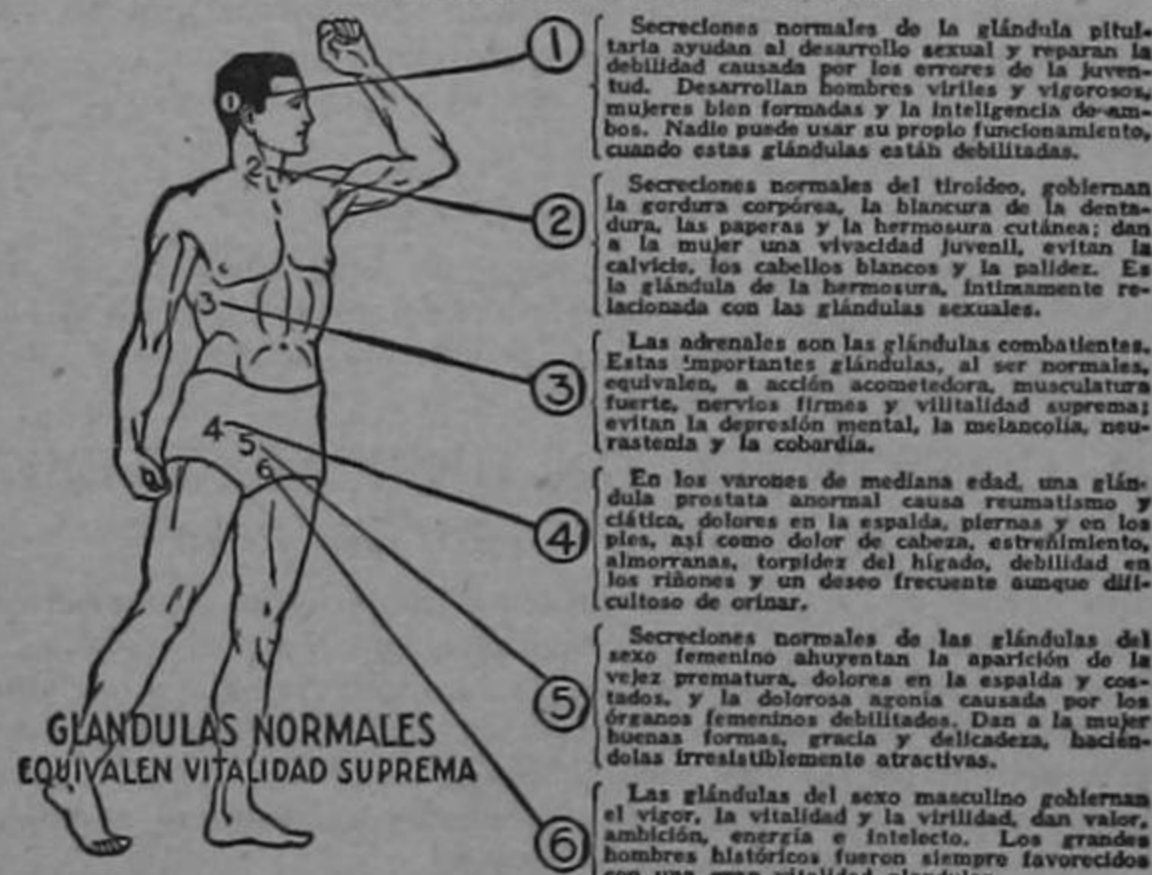 1
Secreciones normales de la glándula pitui-
taria ayudan al desarrollo sexual y reparan la
debilidad causada por los errores de la juven-
tud. Desarrollan hombres viriles y vigorosos,
mujeres bien formadas y la inteligencia de am-
bos. Nadie puede usar su propio funcionamiento,
cuando estas glándulas están debilitadas.
2
Secreciones normales del tiroideo, gobiernan
la gordura corpórea, la blancura de la denta-
dura, las paperas y la hermosura cutánea; dan
a la mujer una vivacidad juvenil, evitan la
calvicie, los cabellos blancos y la palidez. Es
la glándula de la hermosura, íntimamente re-
lacionada con las glándulas sexuales.
3
Las adrenales son las glándulas combatientes.
Estas importantes glándulas, al ser normales,
equivalen, a acción acometedora, musculatura
fuerte, nervios firmes y vilitalidad suprema;
evitan la depresión mental, la melancolía, neu-
rastenia y la cobardía.
4
En los varones de mediana edad, una glán-
dula prostata anormal causa reumatismo y
ciática, dolores en la espalda, piernas y en los
pies, así como dolor de cabeza, estreñimiento,
almorranas, torpidez del hígado, debilidad en
los riñones y un deseo frecuente aunque difi-
cultoso de orinar.
5
Secreciones normales de las glándulas del
sexo femenino ahuyentan la aparición de la
vejez prematura, dolores en la espalda y cos-
tados, y la dolorosa agonía causada por los
órganos femeninos debilitados. Dan a la mujer
buenas formas, gracia y delicadeza, hacién-
dolas irresistiblemente atractivas.
6
Las glándulas del sexo masculino gobiernan
el vigor, la vitalidad y la virilidad, dan valor,
ambición, energía e intelecto. Los grandes
hombres históricos fueron siempre favorecidos
1
2
3
4
5
6
GLANDULAS NORMALES
EQUIVALEN VITALIDAD SUPREMA